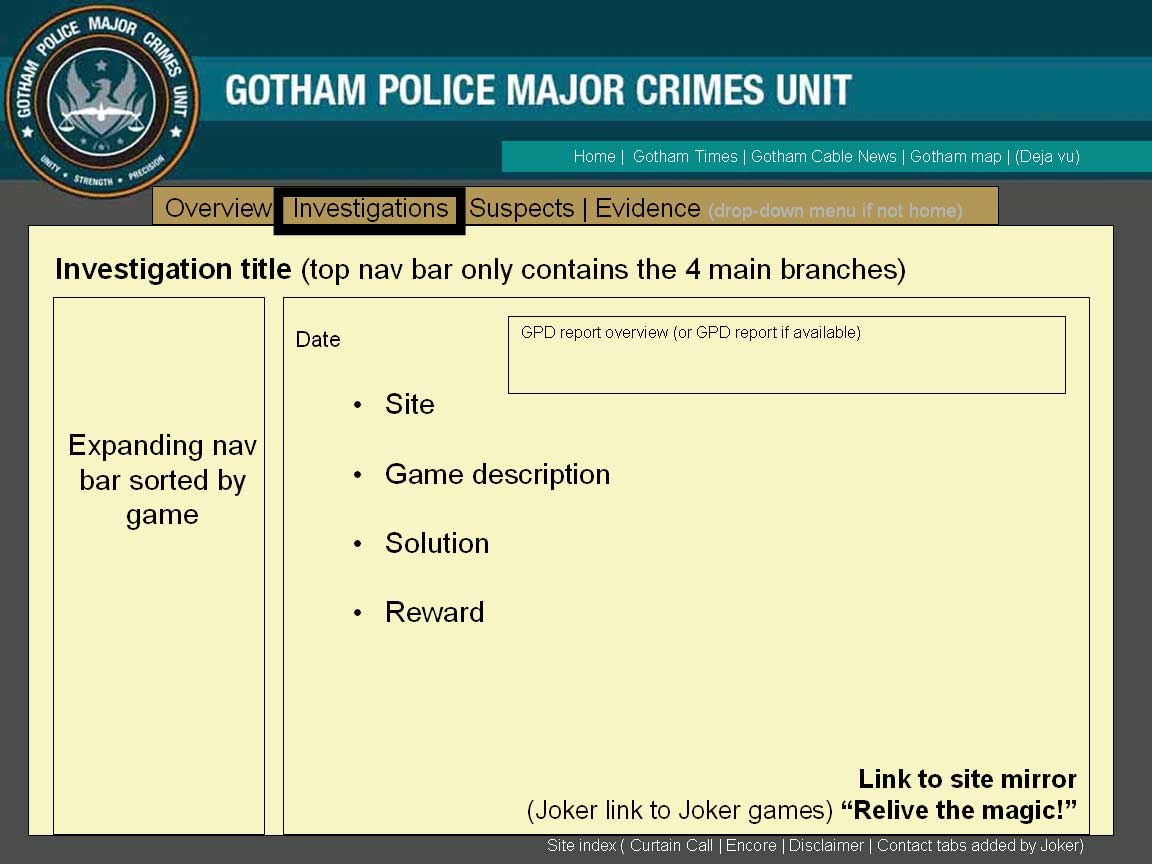 GOTHAM POLICE MAJOR CRIMES UNIT
UNITY ★ STRENGTH ★ PRECISION
GOTHAM POLICE MAJOR CRIMES UNIT
Home | Gotham Times | Gotham Cable News | Gotham map | (Deja vu)
Overview Investigations Suspects | Evidence (drop-down menu if not home)
Investigation title (top nav bar only contains the 4 main branches)
Expanding nav
bar sorted by
game
Date
GPD report overview (or GPD report if available)
• Site
• Game description
• Solution
• Reward
Link to site mirror
(Joker link to Joker games) “Relive the magic!”
Site index ( Curtain Call | Encore | Disclaimer | Contact tabs added by Joker)